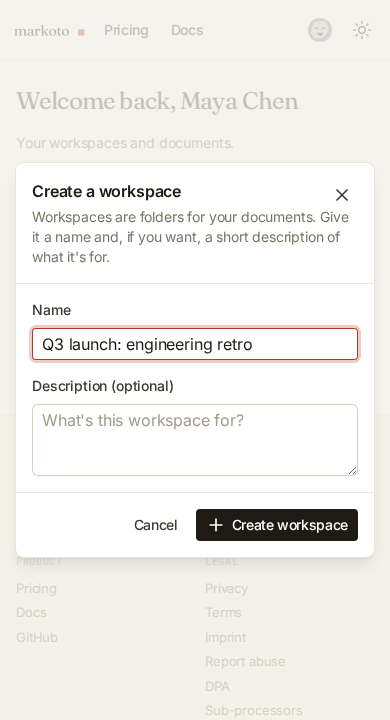 markoto
Pricing
Docs
Welcome back, Maya Chen
Your workspaces and documents.
Create a workspace
Workspaces are folders for your documents. Give
it a name and, if you want, a short description of
what it's for.
Name
Q3 launch: engineering retro
Description (optional)
What's this workspace for?
Cancel
Create workspace
PRODUCT
Pricing
Docs
GitHub
LEGAL
Privacy
Terms
Imprint
Report abuse
DPA
Sub-processors